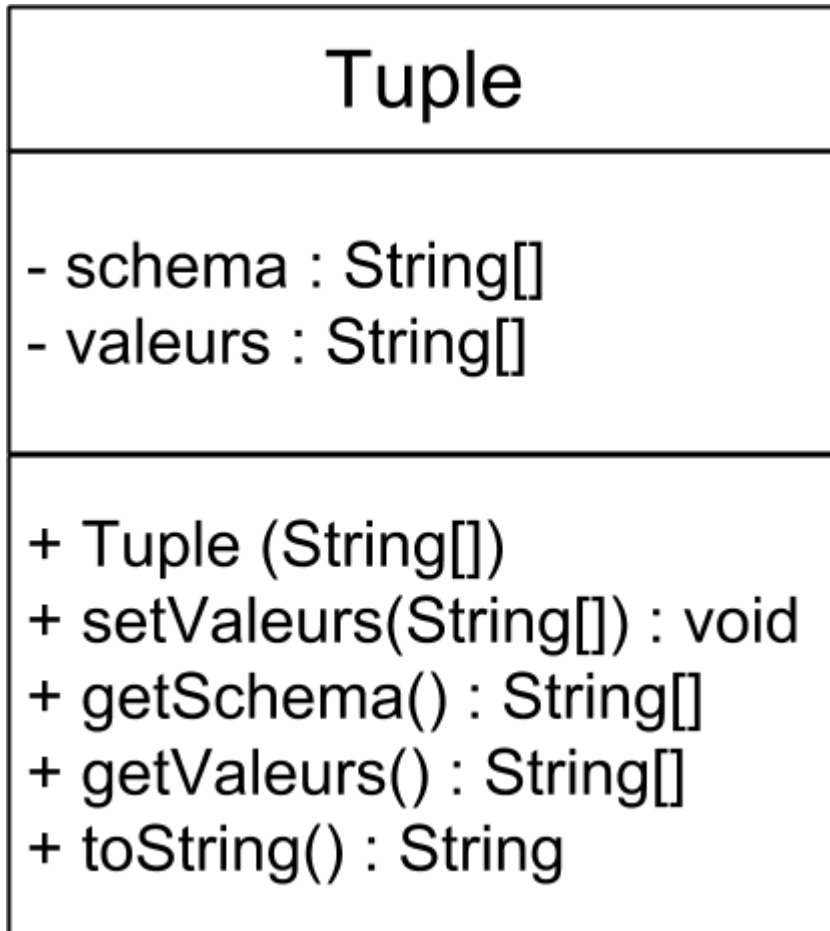 Tuple
- schema : String[]
- valeurs : String[]
+ Tuple (String[])
+ setValeurs(String[]) : void
+ getSchema() : String[]
+ getValeurs() : String[]
+ toString() : String